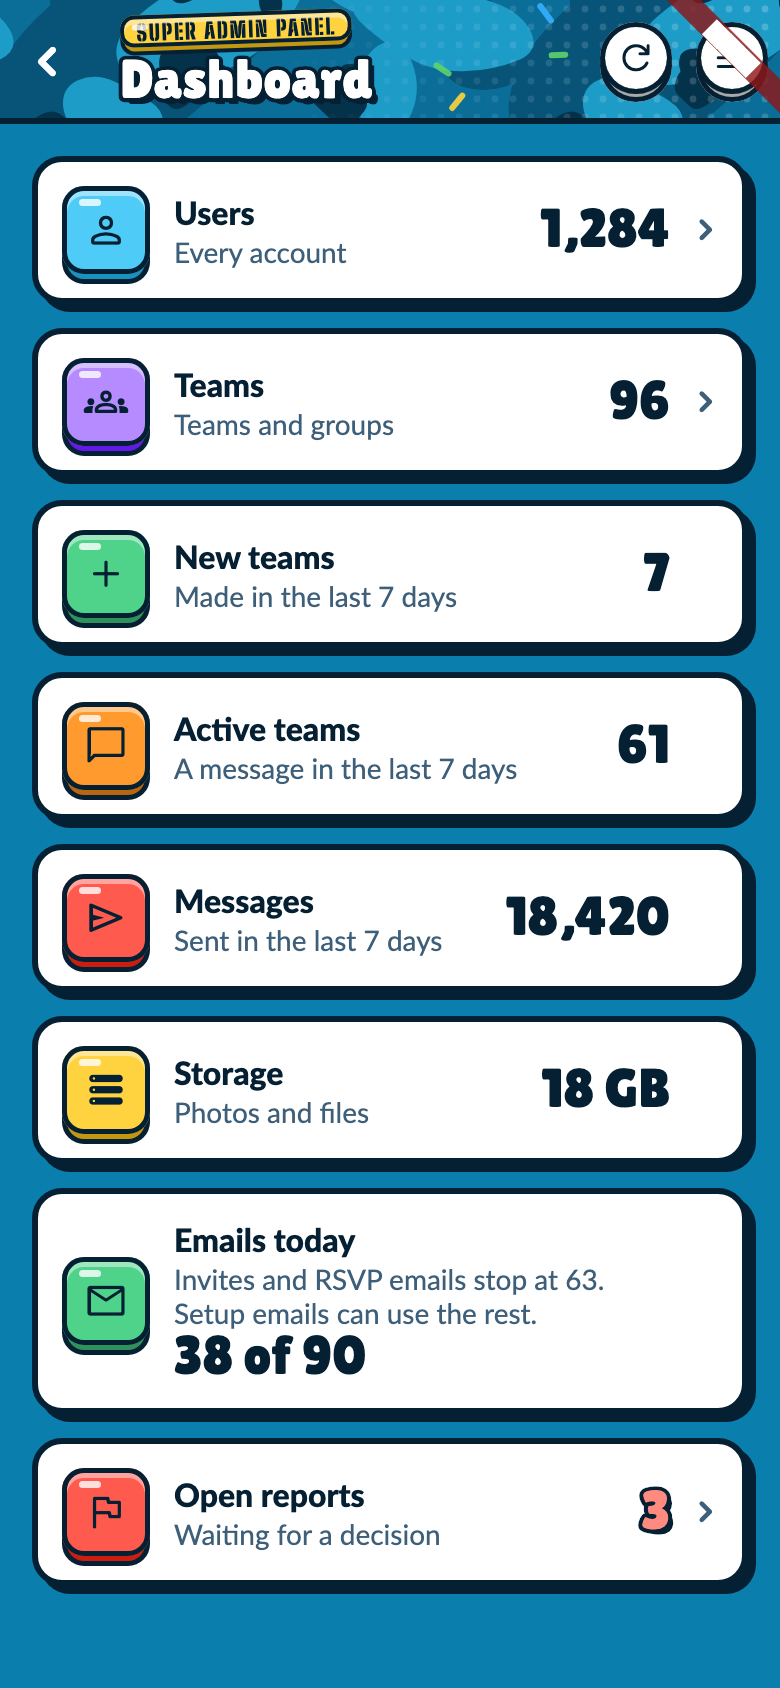 SUPER ADMIN PANEL
Dashboard
Users
Every account
1,284
Teams
Teams and groups
96
New teams
Made in the last 7 days
7
Active teams
A message in the last 7 days
61
Messages
Sent in the last 7 days
18,420
Storage
Photos and files
18 GB
Emails today
Invites and RSVP emails stop at 63.
Setup emails can use the rest.
38 of 90
Open reports
Waiting for a decision
3